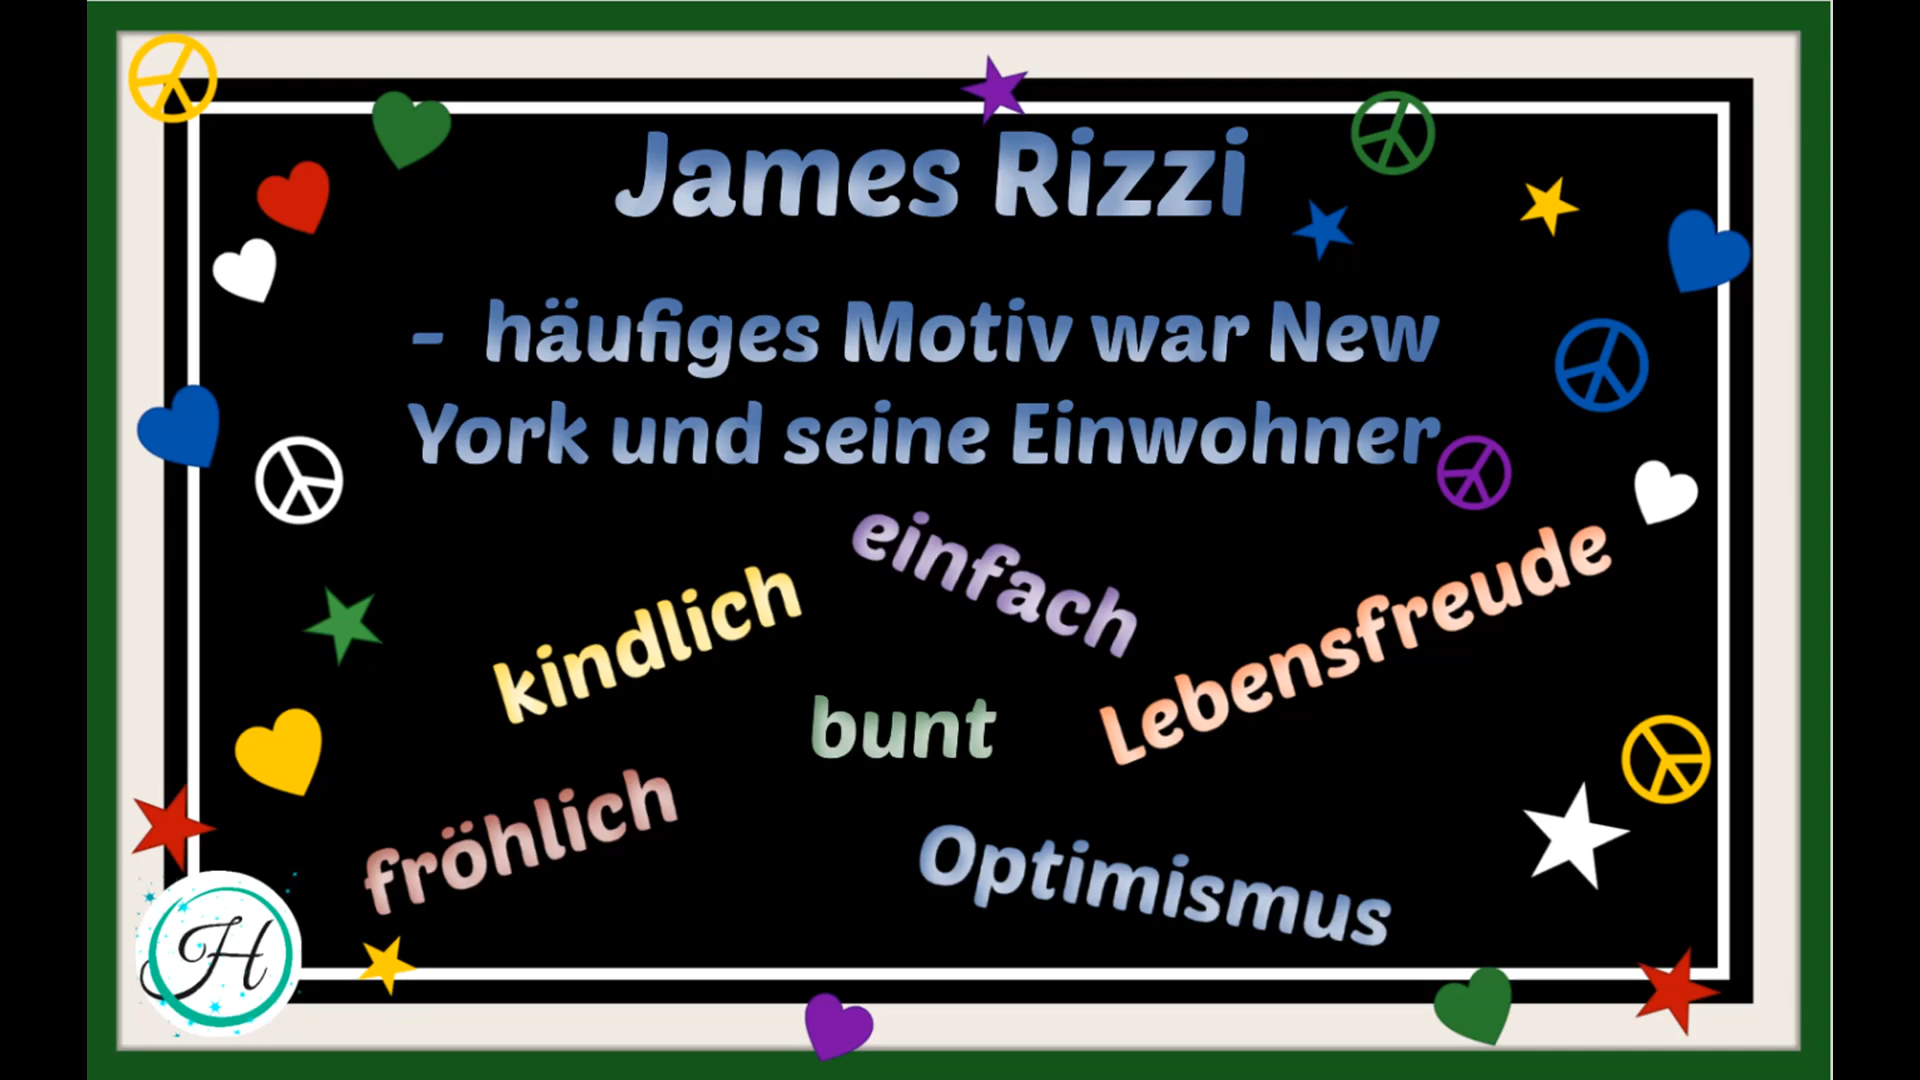 James Rizzi
- häufiges Motiv war New
York und seine Einwohner
einfach
kindlich
Lebensfreude
bunt
fröhlich
Optimismus
H